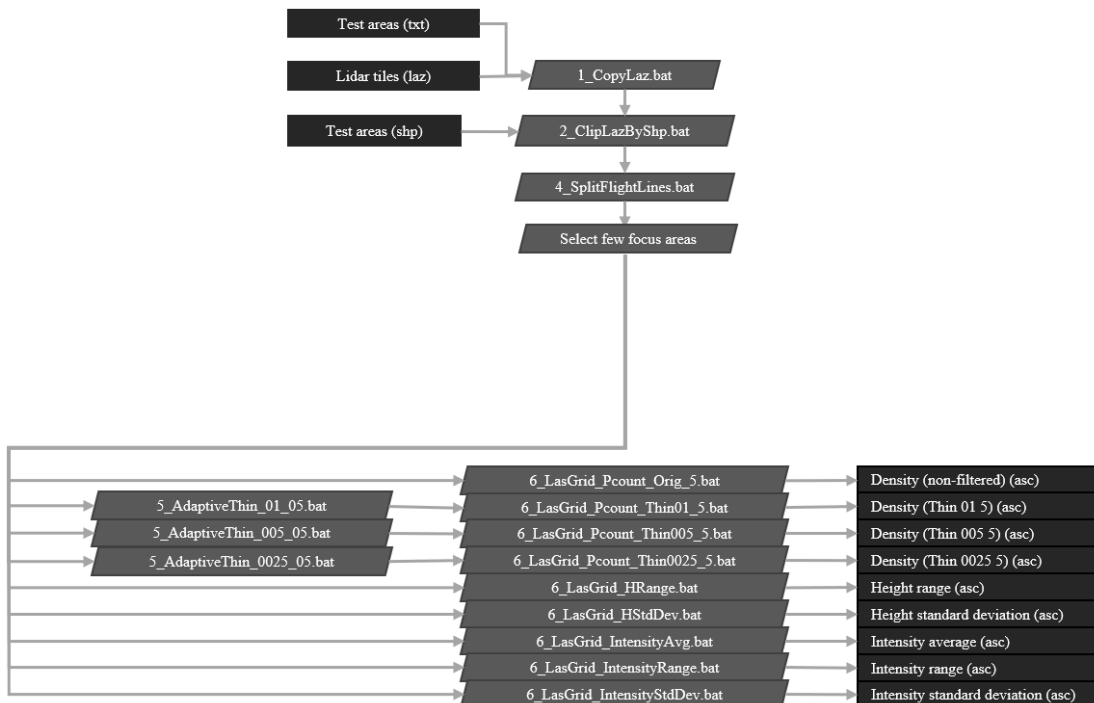 Test areas (txt)
Lidar tiles (laz)
1_CopyLaz.bat
Test areas (shp)
2_ClipLazByShp.bat
4_SplitFlightLines.bat
Select few focus areas
6_LasGrid_Pcount_Orig_5.bat
Density (non-filtered) (asc)
5_AdaptiveThin_01_05.bat
6_LasGrid_Pcount_Thin01_5.bat
Density (Thin 01 5) (asc)
5_AdaptiveThin_005_05.bat
6_LasGrid_Pcount_Thin005_5.bat
Density (Thin 005 5) (asc)
5_AdaptiveThin_0025_05.bat
6_LasGrid_Pcount_Thin0025_5.bat
Density (Thin 0025 5) (asc)
6_LasGrid_HRange.bat
Height range (asc)
6_LasGrid_HStdDev.bat
Height standard deviation (asc)
6_LasGrid_IntensityAvg.bat
Intensity average (asc)
6_LasGrid_IntensityRange.bat
Intensity range (asc)
6_LasGrid_IntensityStdDev.bat
Intensity standard deviation (asc)